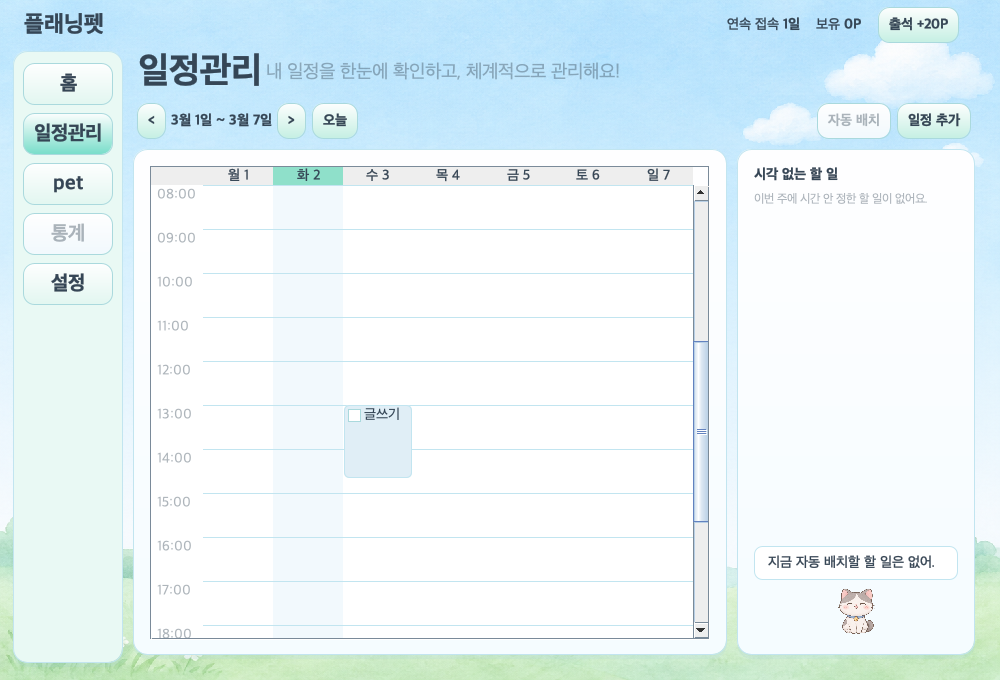 플래닝펫
연속 접속 1일 보유 0P 출석 +20P
홈
일정관리
pet
통계
설정
일정관리 내 일정을 한눈에 확인하고, 체계적으로 관리해요!
< 3월 1일 ~ 3월 7일 > 오늘
자동 배치 일정 추가
월 1 화 2 수 3 목 4 금 5 토 6 일 7
08:00
09:00
10:00
11:00
12:00
13:00 글쓰기
14:00
15:00
16:00
17:00
18:00
시각 없는 할 일
이번 주에 시간 안 정한 할 일이 없어요.
지금 자동 배치할 할 일은 없어.